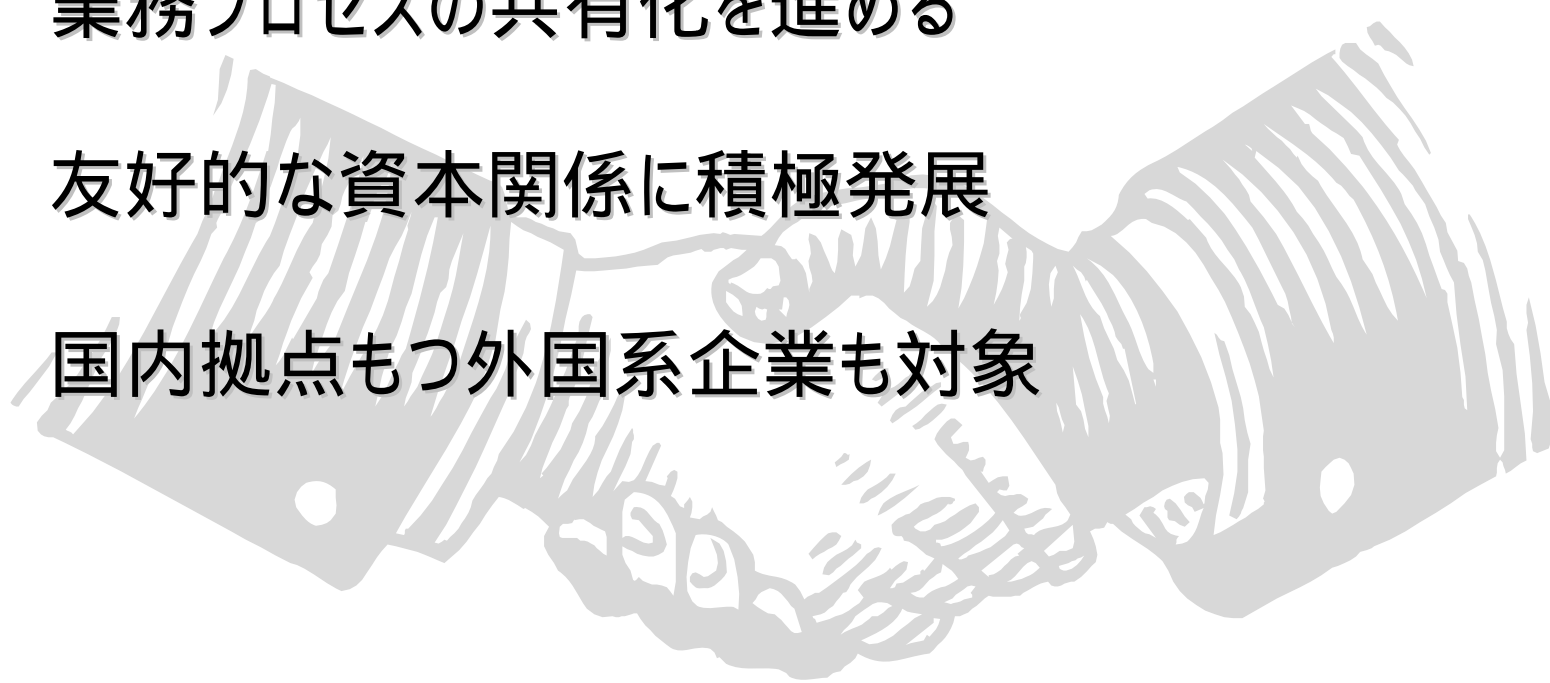 業務プロセスの共有化を進める
友好的な資本関係に積極発展
国内拠点もつ外国系企業も対象